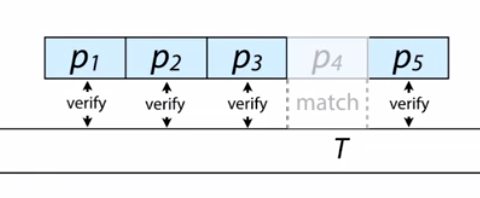 p1 p2 p3 p4 p5
verify verify verify match verify
T